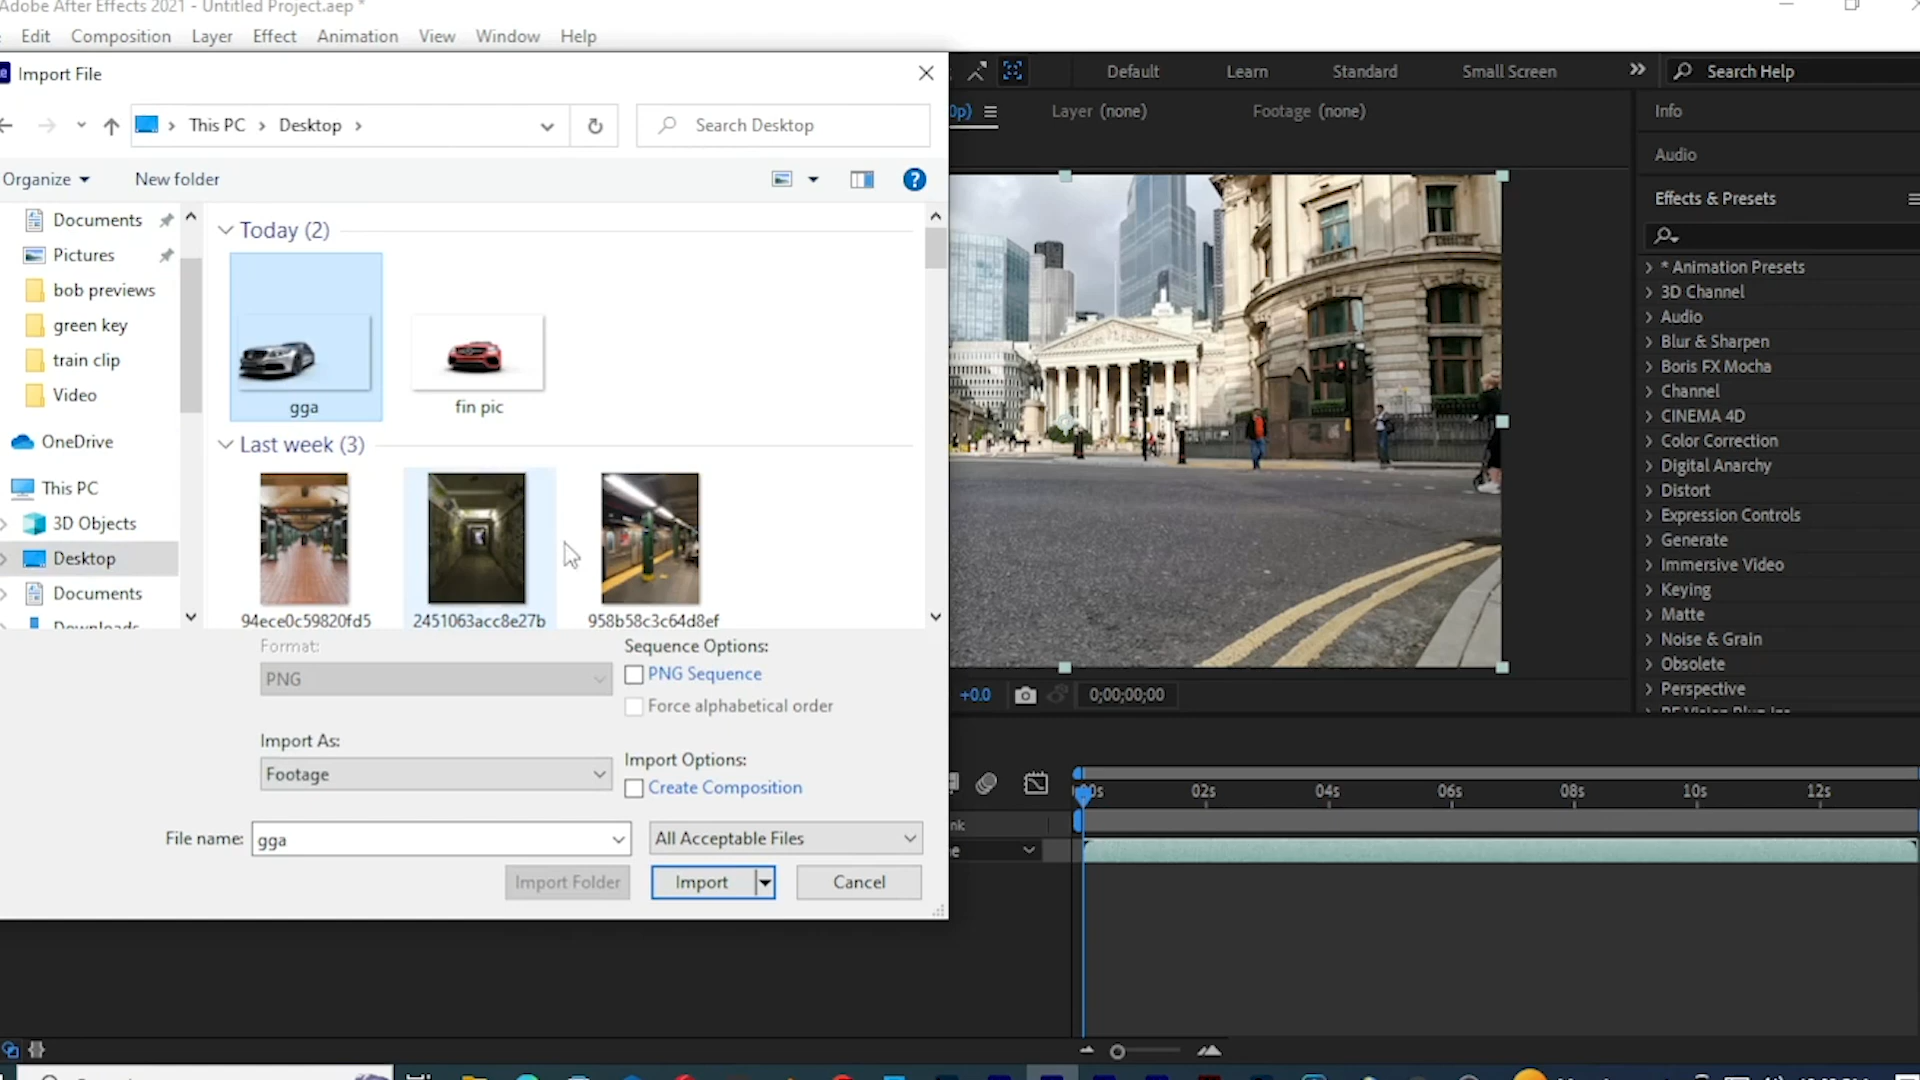 Adobe After Effects 2021 - Untitled Project.aep *
Edit Composition Layer Effect Animation View Window Help
Import File
This PC > Desktop >
Search Desktop
Organize
New folder
Documents
Pictures
bob previews
green key
train clip
Video
OneDrive
This PC
3D Objects
Desktop
Documents
Downloads
Today (2)
gga
fin pic
Last week (3)
94ece0c59820fd5
2451063acc8e27b
958b58c3c64d8ef
Format:
PNG
Sequence Options:
PNG Sequence
Force alphabetical order
Import As:
Footage
Import Options:
Create Composition
File name:
gga
All Acceptable Files
Import Folder
Import
Cancel
Default
Learn
Standard
Small Screen
Search Help
Layer (none)
Footage (none)
+0.0
0;00;00;00
Info
Audio
Effects & Presets
* Animation Presets
3D Channel
Audio
Blur & Sharpen
Boris FX Mocha
Channel
CINEMA 4D
Color Correction
Digital Anarchy
Distort
Expression Controls
Generate
Immersive Video
Keying
Matte
Noise & Grain
Obsolete
Perspective
02s
04s
06s
08s
10s
12s